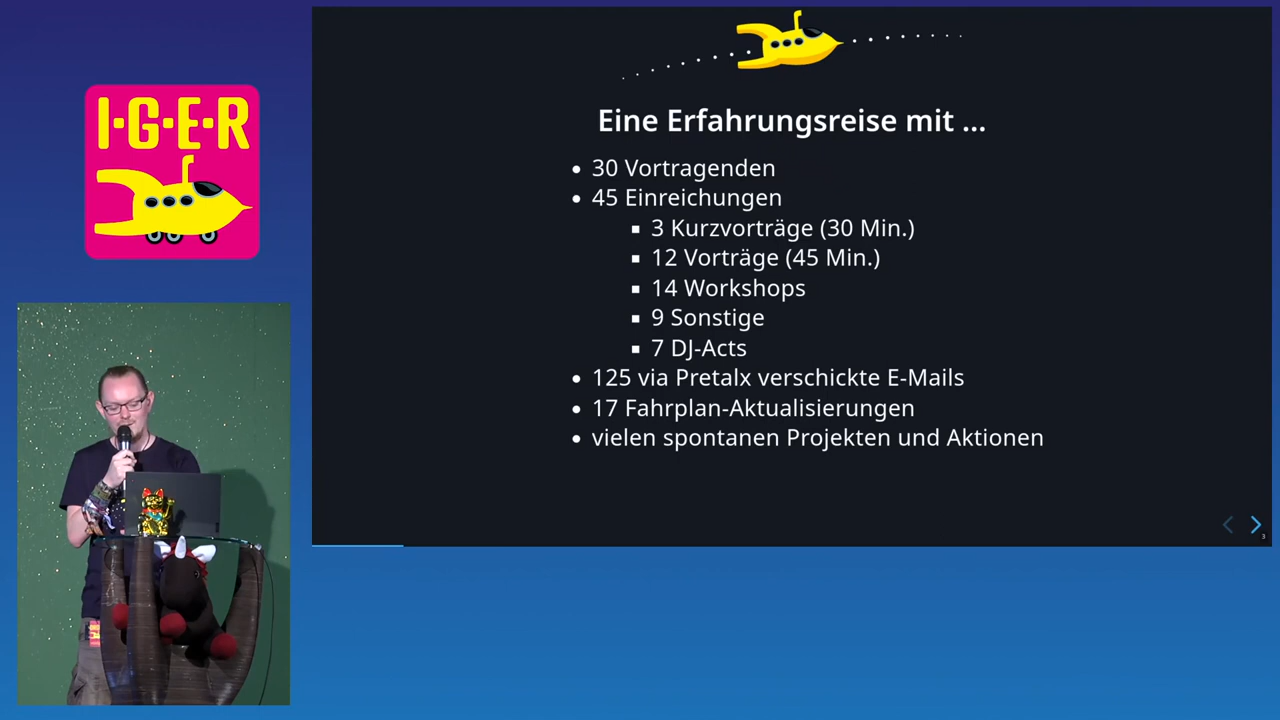 I·G·E·R
Eine Erfahrungsreise mit ...
30 Vortragenden
45 Einreichungen
3 Kurzvorträge (30 Min.)
12 Vorträge (45 Min.)
14 Workshops
9 Sonstige
7 DJ-Acts
125 via Pretalx verschickte E-Mails
17 Fahrplan-Aktualisierungen
vielen spontanen Projekten und Aktionen
3